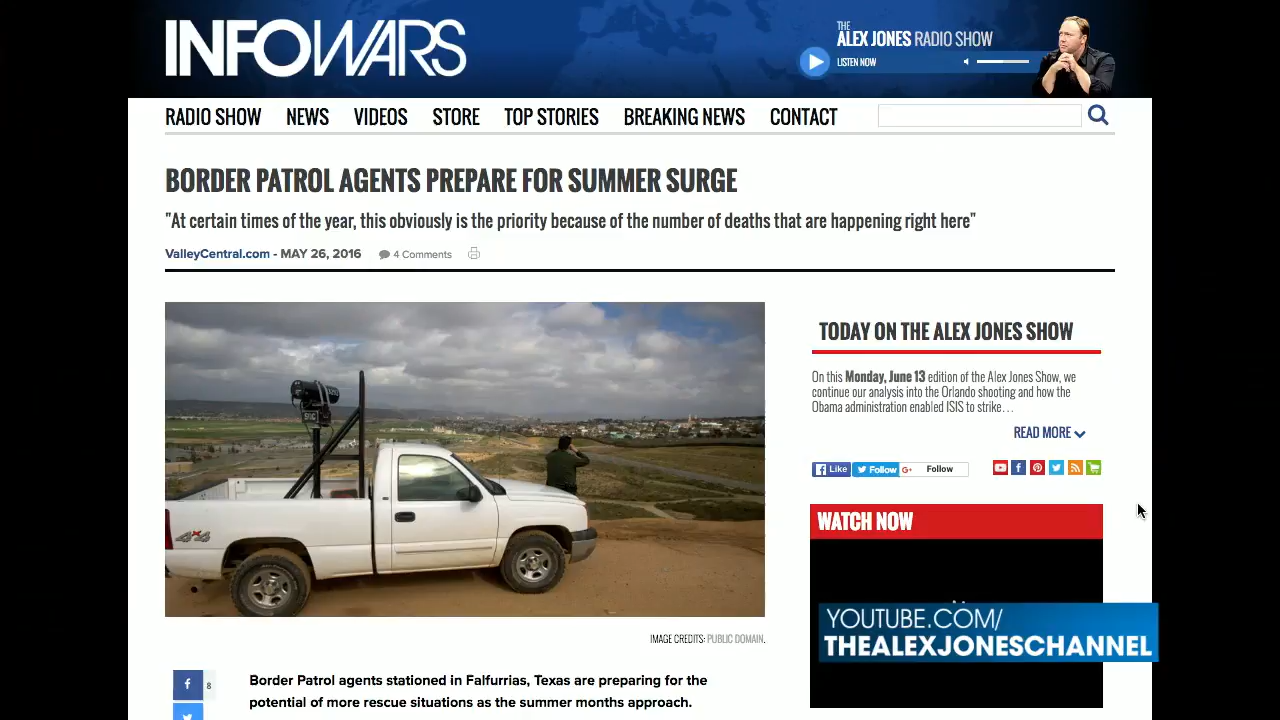 INFOWARS
THE
ALEX JONES RADIO SHOW
LISTEN NOW
RADIO SHOW NEWS VIDEOS STORE TOP STORIES BREAKING NEWS CONTACT
BORDER PATROL AGENTS PREPARE FOR SUMMER SURGE
"At certain times of the year, this obviously is the priority because of the number of deaths that are happening right here"
ValleyCentral.com - MAY 26, 2016 4 Comments
4x4
TODAY ON THE ALEX JONES SHOW
On this Monday, June 13 edition of the Alex Jones Show, we
continue our analysis into the Orlando shooting and how the
Obama administration enabled ISIS to strike…
READ MORE
Like Follow G+ Follow
WATCH NOW
YOUTUBE.COM/
THEALEXJONESCHANNEL
IMAGE CREDITS: PUBLIC DOMAIN.
8
Border Patrol agents stationed in Falfurrias, Texas are preparing for the
potential of more rescue situations as the summer months approach.